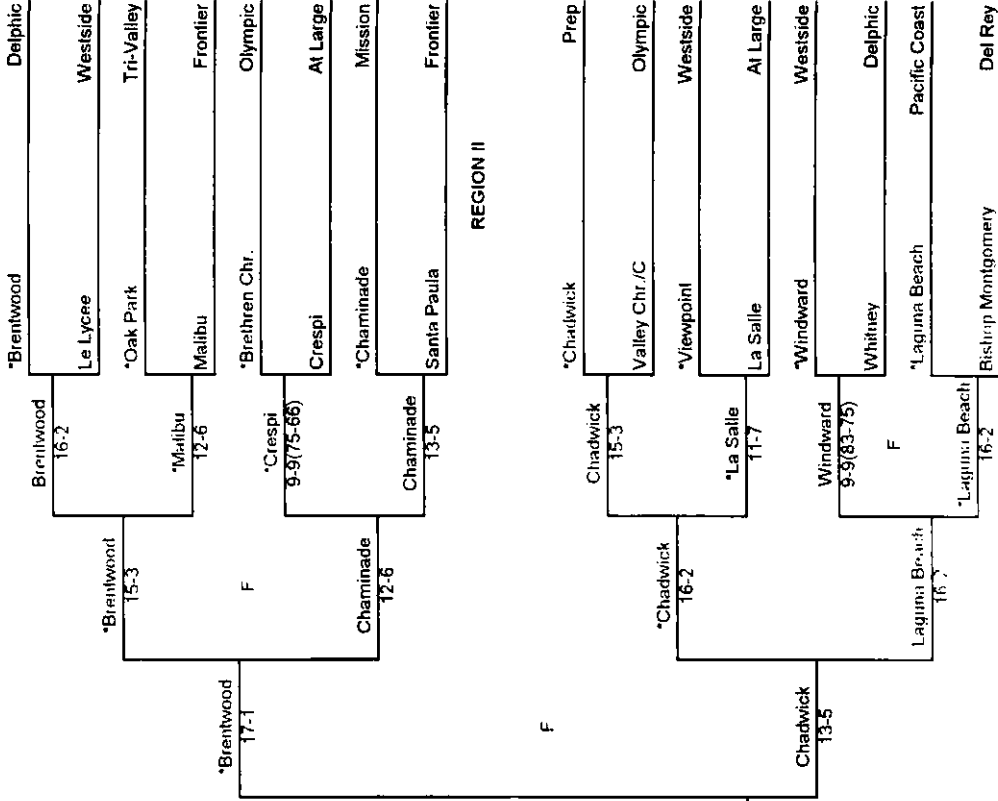 *Brentwood Delphic
Le Lycee Westside
*Oak Park Tri-Valley
Malibu Frontier
*Brethren Chr. Olympic
Crespi At Large
*Chaminade Mission
Santa Paula Frontier
REGION II
*Chadwick Prep
Valley Chr./C Olympic
*Viewpoint Westside
La Salle At Large
*Windward Westside
Whitney Delphic
*Laguna Beach Pacific Coast
Bishop Montgomery Del Rey
Brentwood
16-2
*Malibu
12-6
*Crespi
9-9(75-66)
Chaminade
13-5
Chadwick
15-3
*La Salle
11-7
Windward
9-9(83-75)
F
*Laguna Beach
16-2
*Brentwood
15-3
F
Chaminade
12-6
*Chadwick
16-2
Laguna Beach
*Brentwood
17-1
F
Chadwick
13-5